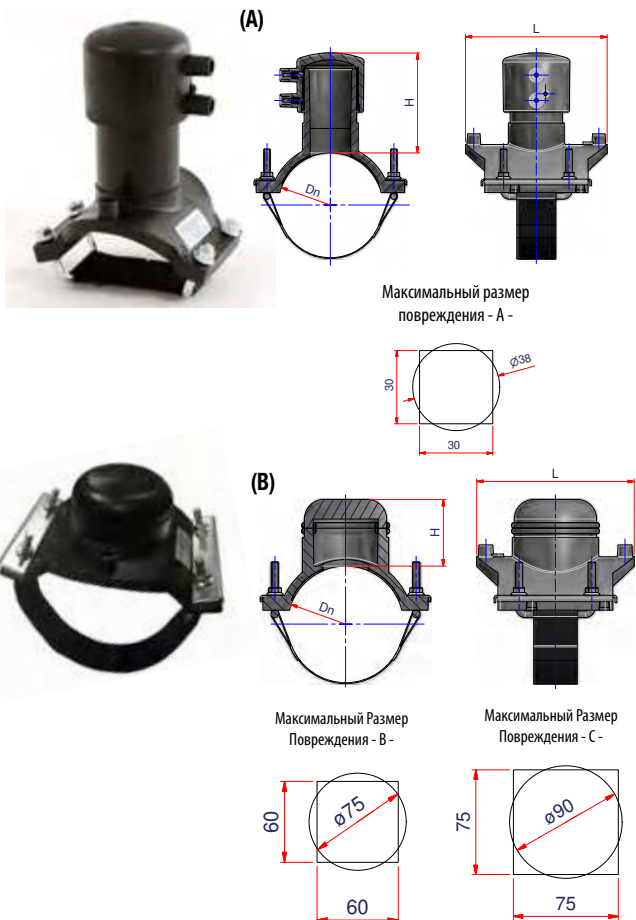 (A)
L
H
Dn
Максимальный размер
повреждения - A -
Ø38
30
30
(B)
L
H
Dn
Максимальный Размер
Повреждения - B -
Максимальный Размер
Повреждения - C -
60
ø75
60
75
ø90
75